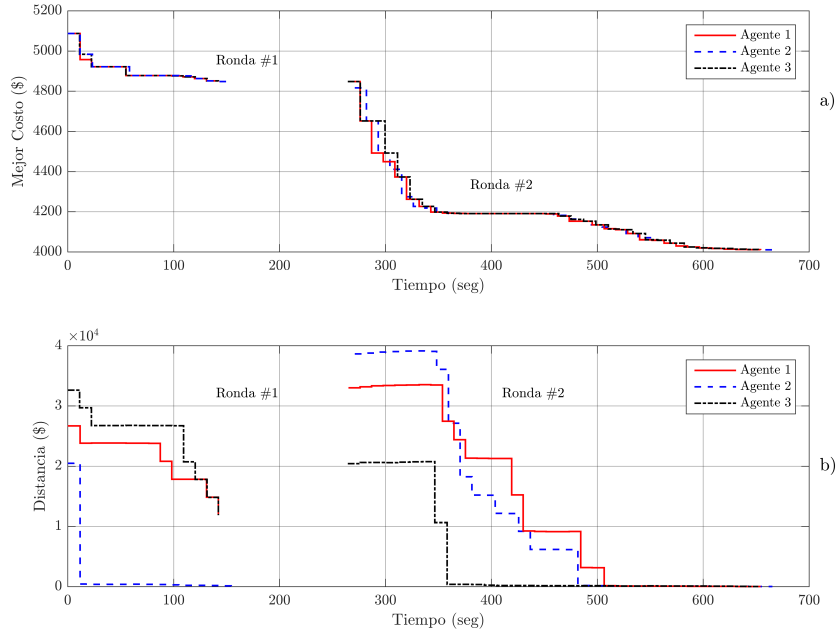 5200
5000
4800
4600
4400
4200
4000
Mejor Costo ($)
Ronda #1
Ronda #2
Agente 1
Agente 2
Agente 3
a)
0 100 200 300 400 500 600 700
Tiempo (seg)
×10⁴
4
3
2
1
0
Distancia ($)
Ronda #1
Ronda #2
Agente 1
Agente 2
Agente 3
b)
0 100 200 300 400 500 600 700
Tiempo (seg)